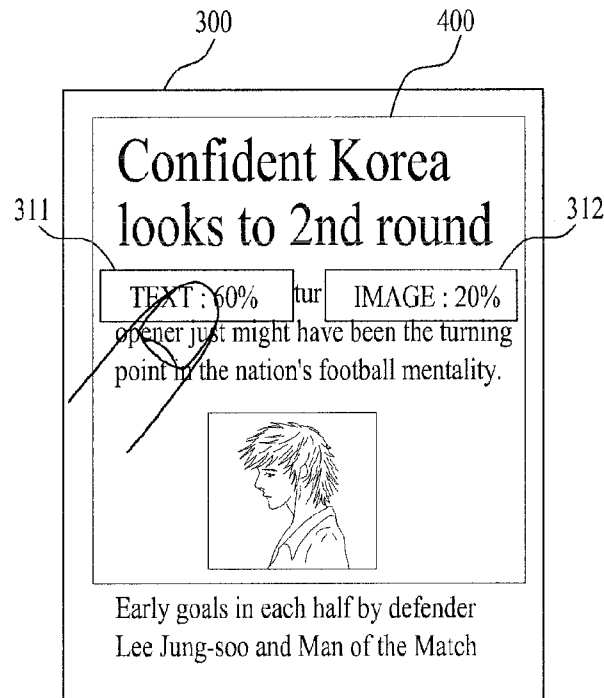 300
400
Confident Korea
looks to 2nd round
311
312
TEXT : 60%
tur
IMAGE : 20%
opener just might have been the turning
point in the nation's football mentality.
Early goals in each half by defender
Lee Jung-soo and Man of the Match